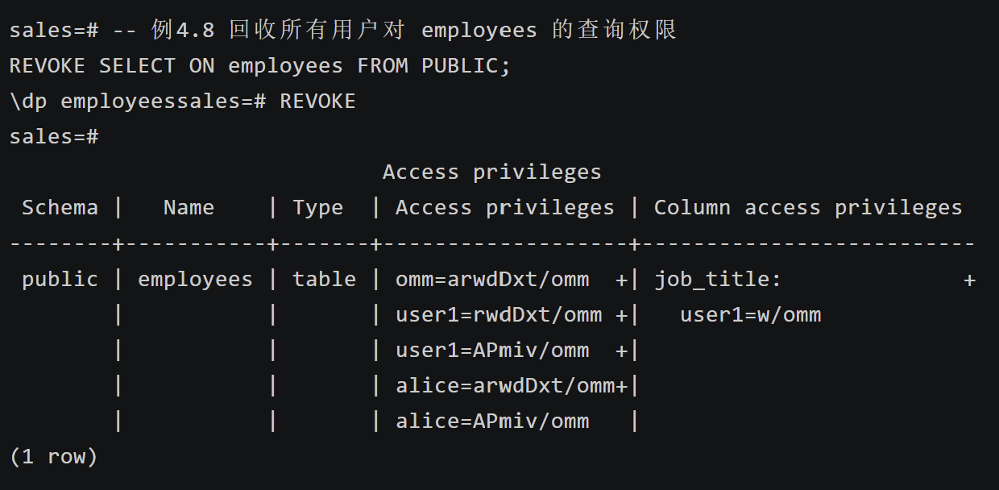 sales=# -- 例4.8 回收所有用户对 employees 的查询权限
REVOKE SELECT ON employees FROM PUBLIC;
\dp employeessales=# REVOKE
sales=#
                             Access privileges
 Schema |   Name    | Type  | Access privileges | Column access privileges
--------+-----------+-------+-------------------+--------------------------
 public | employees | table | omm=arwdDxt/omm  +| job_title:              +
        |           |       | user1=rwdDxt/omm +|   user1=w/omm
        |           |       | user1=APmiv/omm  +|
        |           |       | alice=arwdDxt/omm+|
        |           |       | alice=APmiv/omm   |
(1 row)